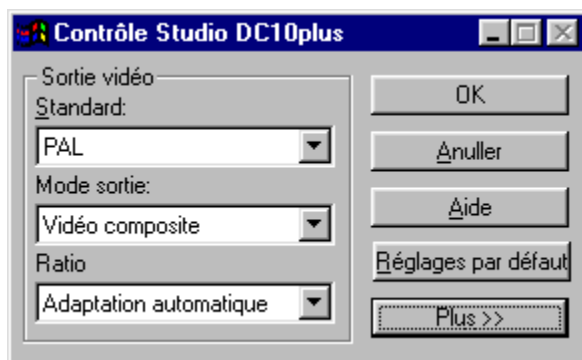 Contrôle Studio DC10plus
Sortie vidéo
Standard:
PAL
Mode sortie:
Vidéo composite
Ratio
Adaptation automatique
OK
Anuller
Aide
Réglages par défaut
Plus >>